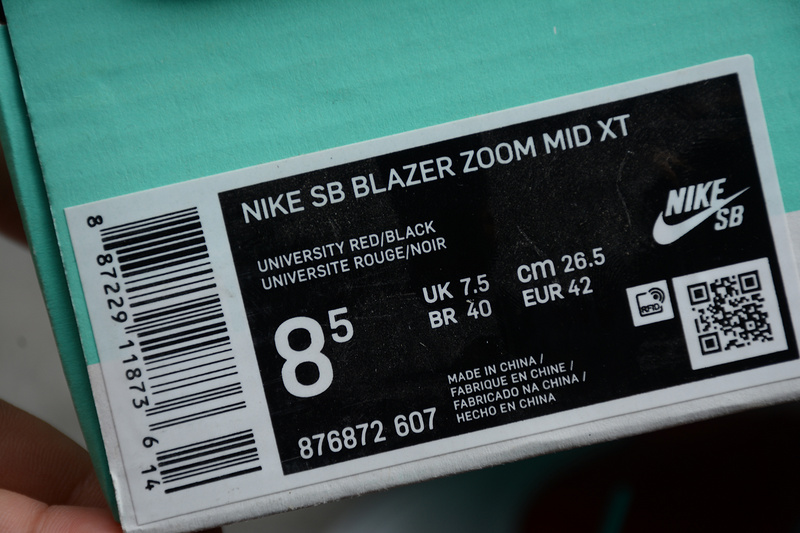 NIKE SB BLAZER ZOOM MID XT
NIKE
SB
UNIVERSITY RED/BLACK
UNIVERSITE ROUGE/NOIR
8 5
UK 7.5
BR 40
cm 26.5
EUR 42
RFID
876872 607
MADE IN CHINA /
FABRIQUE EN CHINE /
FABRICADO NA CHINA /
HECHO EN CHINA
8 87229 11873 6 14